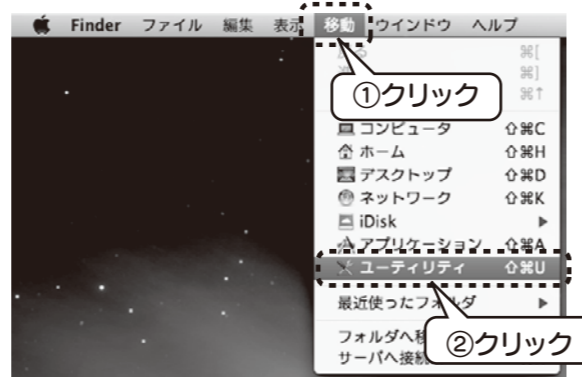 Finder ファイル 編集 表示 移動 ウインドウ ヘルプ
⌘[
⌘]
⌘↑
①クリック
コンピュータ ⇧⌘C
ホーム ⇧⌘H
デスクトップ ⇧⌘D
ネットワーク ⇧⌘K
iDisk ▶
アプリケーション ⇧⌘A
ユーティリティ ⇧⌘U
最近使ったフォルダ ▶
フォルダへ移
サーバへ接続
②クリック